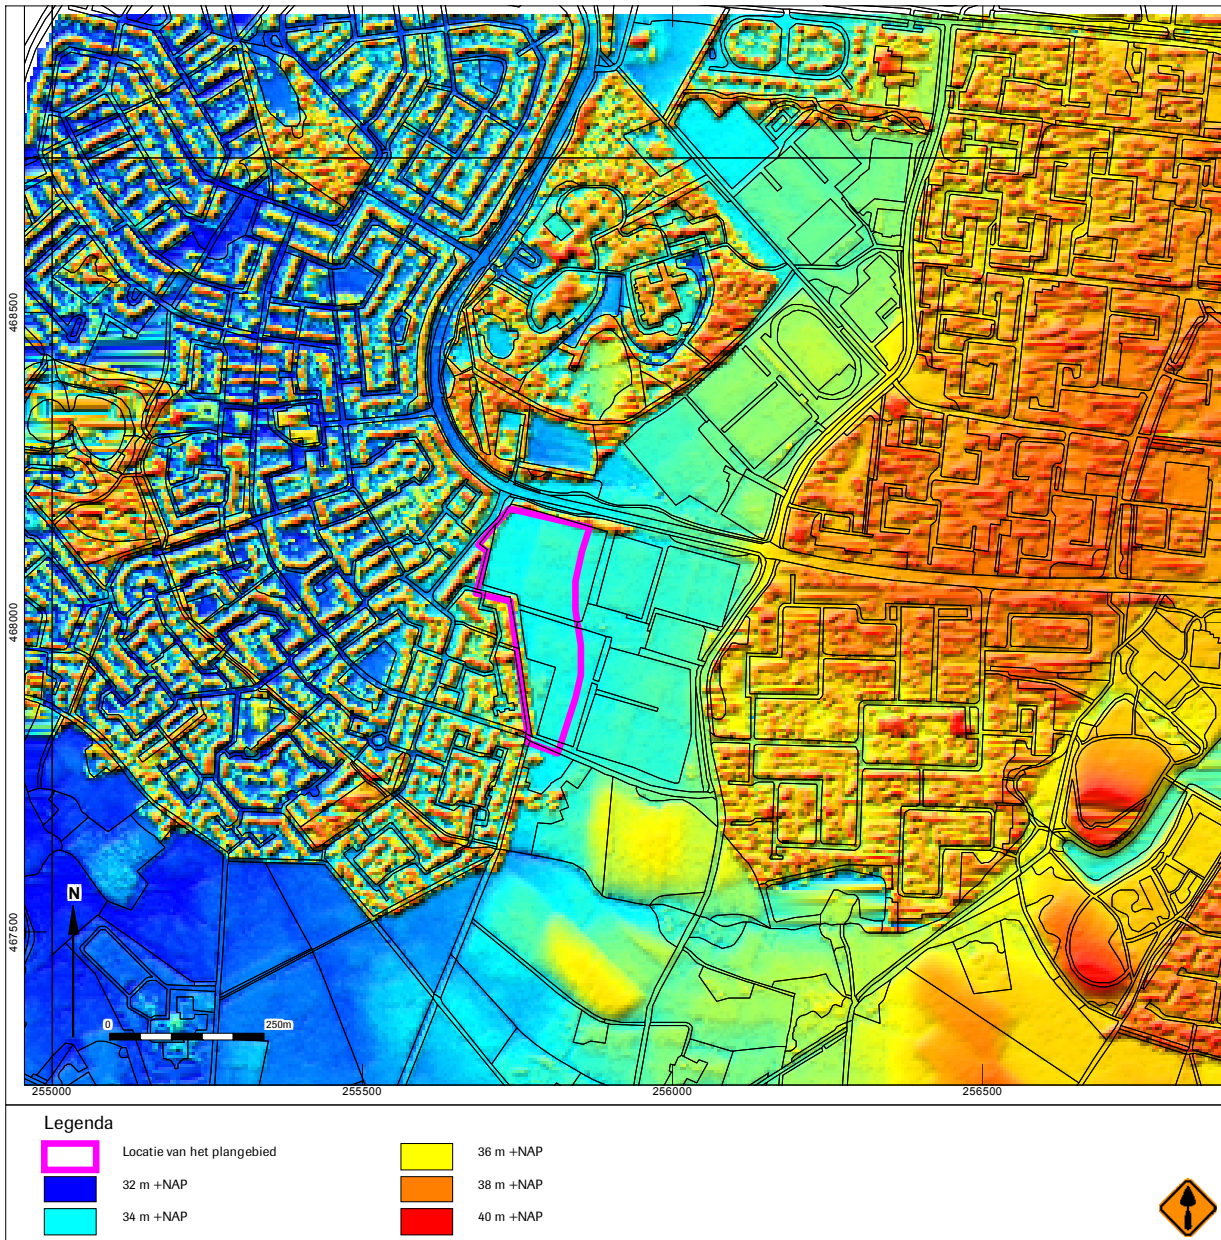 468500
468000
467500
N
0 250m
255000 255500 256000 256500
Legenda
Locatie van het plangebied
32 m +NAP
34 m +NAP
36 m +NAP
38 m +NAP
40 m +NAP